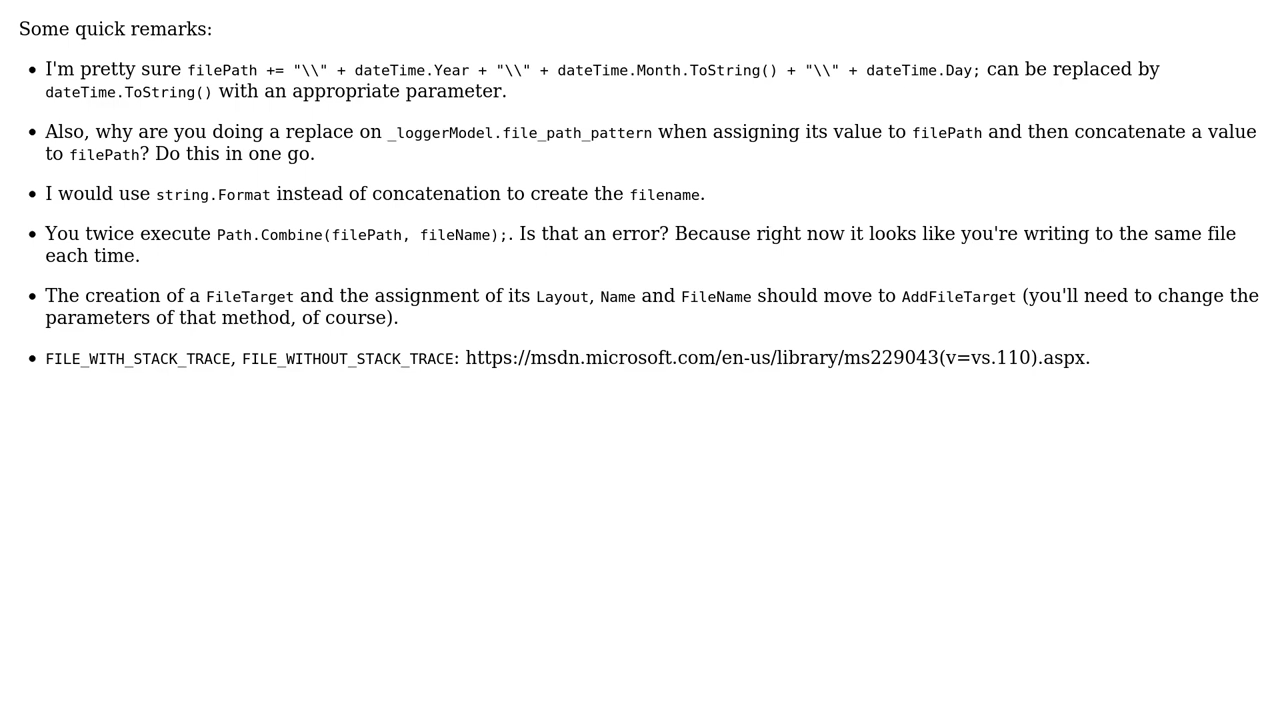 Some quick remarks:
• I'm pretty sure filePath += "\\" + dateTime.Year + "\\" + dateTime.Month.ToString() + "\\" + dateTime.Day; can be replaced by
dateTime.ToString() with an appropriate parameter.
• Also, why are you doing a replace on _loggerModel.file_path_pattern when assigning its value to filePath and then concatenate a value
to filePath? Do this in one go.
• I would use string.Format instead of concatenation to create the filename.
• You twice execute Path.Combine(filePath, fileName);. Is that an error? Because right now it looks like you're writing to the same file
each time.
• The creation of a FileTarget and the assignment of its Layout, Name and FileName should move to AddFileTarget (you'll need to change the
parameters of that method, of course).
• FILE_WITH_STACK_TRACE, FILE_WITHOUT_STACK_TRACE: https://msdn.microsoft.com/en-us/library/ms229043(v=vs.110).aspx.